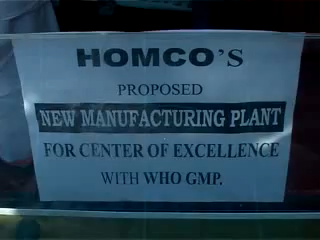 HOMCO'S
PROPOSED
NEW MANUFACTURING PLANT
FOR CENTER OF EXCELLENCE
WITH WHO GMP.